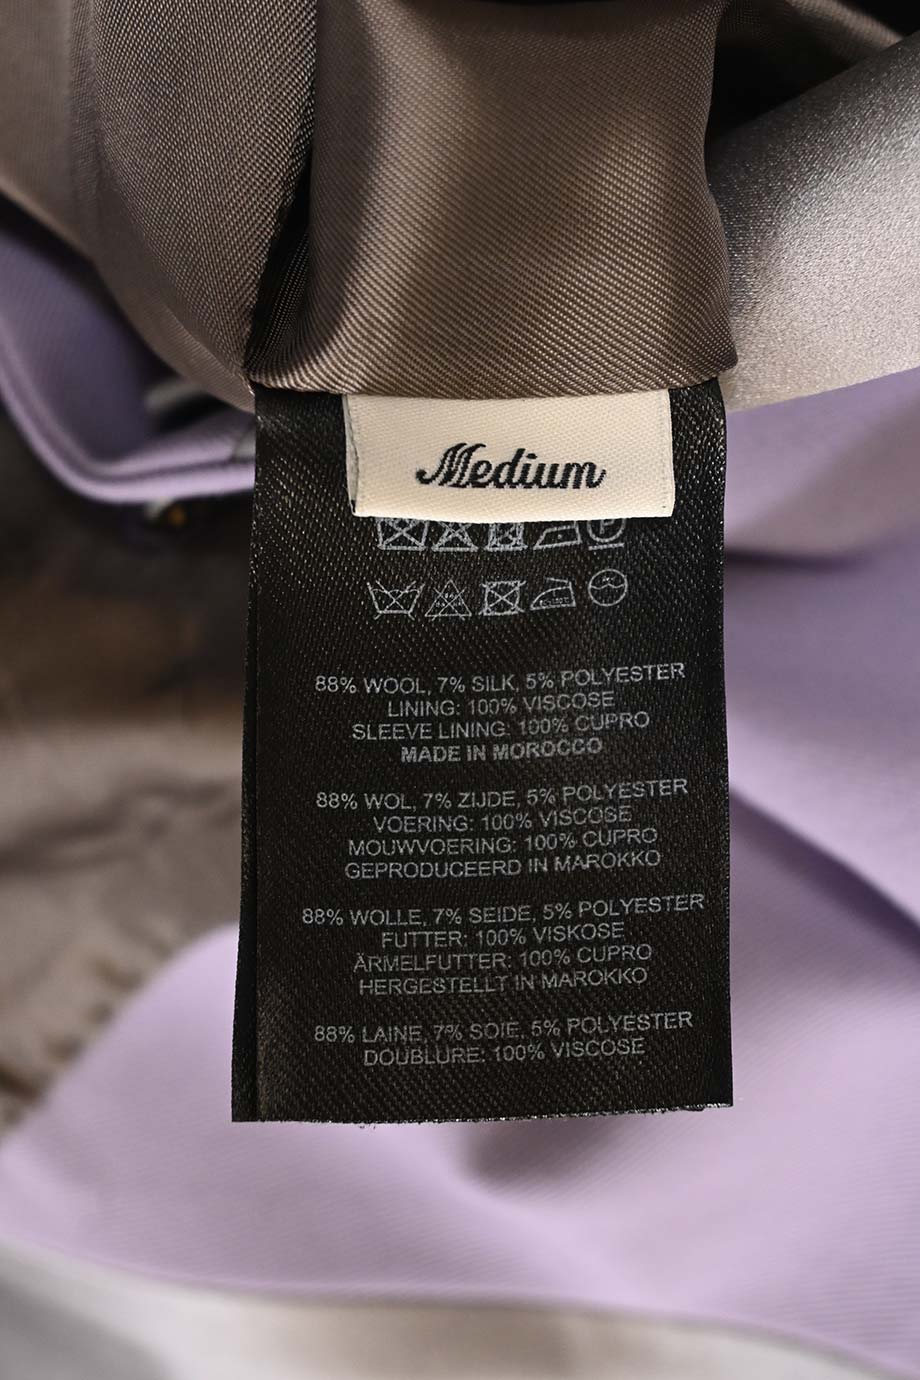 Medium
88% WOOL, 7% SILK, 5% POLYESTER
LINING: 100% VISCOSE
SLEEVE LINING: 100% CUPRO
MADE IN MOROCCO
88% WOL, 7% ZIJDE, 5% POLYESTER
VOERING: 100% VISCOSE
MOUWVOERING: 100% CUPRO
GEPRODUCEERD IN MAROKKO
88% WOLLE, 7% SEIDE, 5% POLYESTER
FUTTER: 100% VISKOSE
ÄRMELFUTTER: 100% CUPRO
HERGESTELLT IN MAROKKO
88% LAINE, 7% SOIE, 5% POLYESTER
DOUBLURE: 100% VISCOSE